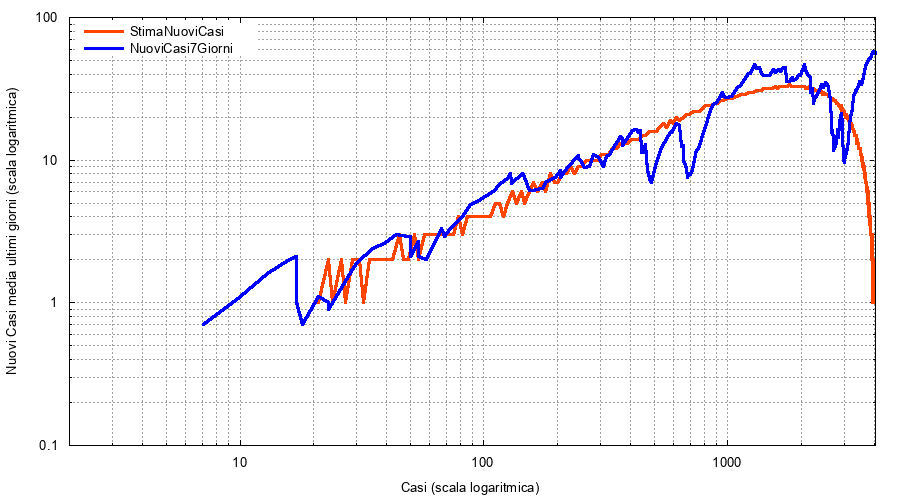 100
StimaNuoviCasi
NuoviCasi7Giorni
10
1
0.1
Nuovi Casi media ultimi giorni (scala logaritmica)
10 100 1000
Casi (scala logaritmica)